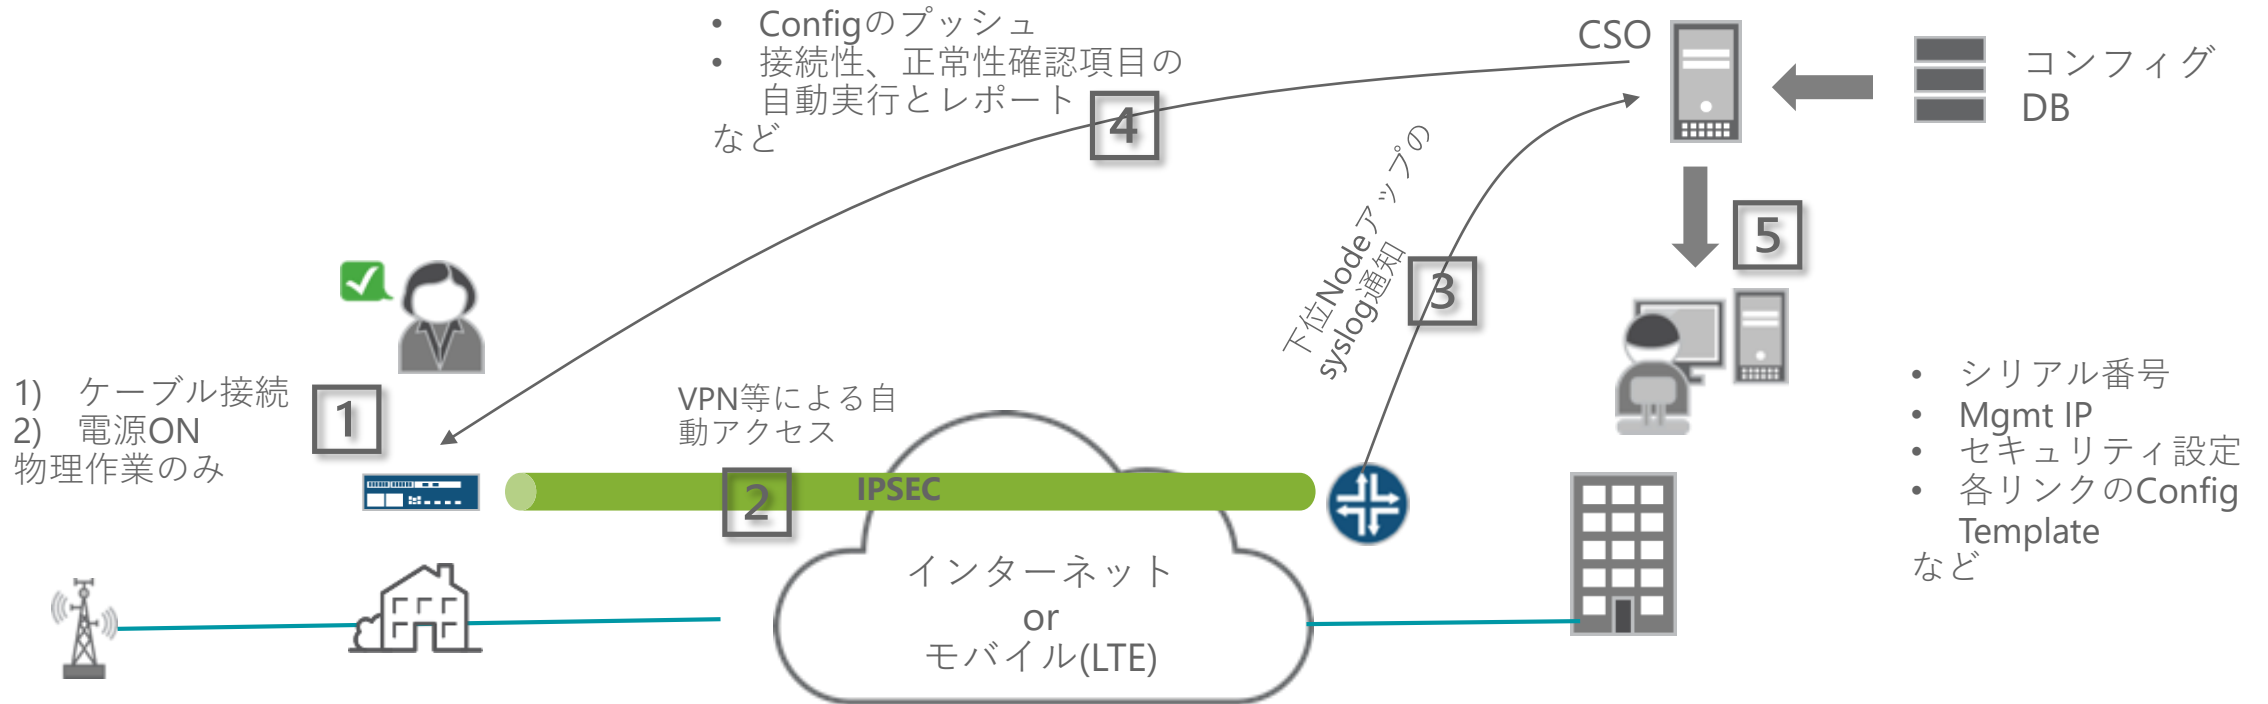 • Configのプッシュ
• 接続性、正常性確認項目の
自動実行とレポート
など
4
CSO
コンフィグ
DB
下位Nodeアップの
syslog通知
3
5
1) ケーブル接続
2) 電源ON
物理作業のみ
1
VPN等による自
動アクセス
2
IPSEC
インターネット
or
モバイル(LTE)
• シリアル番号
• Mgmt IP
• セキュリティ設定
• 各リンクのConfig
Template
など